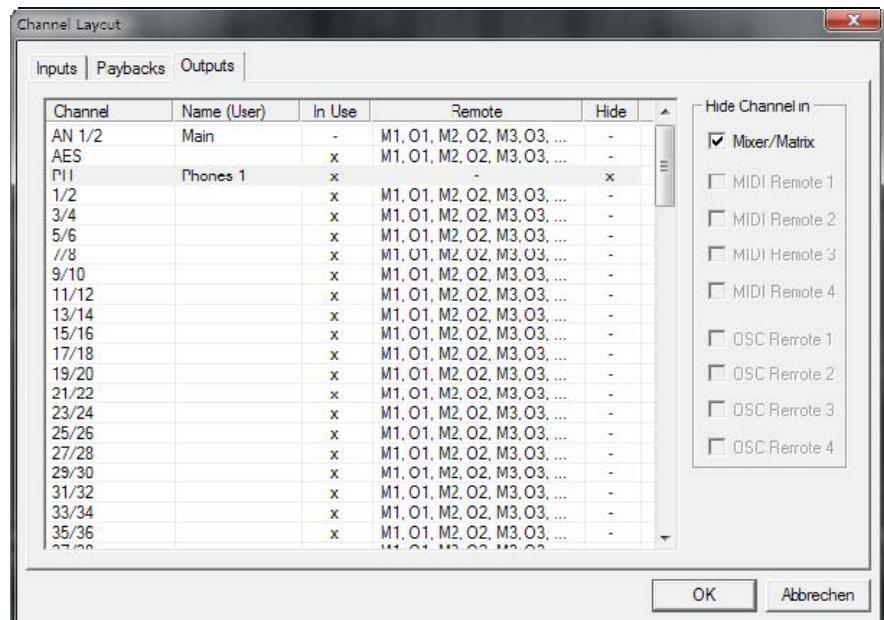 Channel Laycut
Inputs Paybacks Outputs
Channel Name (User) In Use Remote Hide
AN 1/2 Main - M1, O1, M2, O2, M3, O3, ... -
AES x M1, O1, M2, O2, M3, O3, ... -
PH Phones 1 x - x
1/2 x M1, O1, M2, O2, M3, O3, ... -
3/4 x M1, O1, M2, O2, M3, O3, ... -
5/6 x M1, O1, M2, O2, M3, O3, ... -
7/8 x M1, O1, M2, O2, M3, O3, ... -
9/10 x M1, O1, M2, O2, M3, O3, ... -
11/12 x M1, O1, M2, O2, M3, O3, ... -
13/14 x M1, O1, M2, O2, M3, O3, ... -
15/16 x M1, O1, M2, O2, M3, O3, ... -
17/18 x M1, O1, M2, O2, M3, O3, ... -
19/20 x M1, O1, M2, O2, M3, O3, ... -
21/22 x M1, O1, M2, O2, M3, O3, ... -
23/24 x M1, O1, M2, O2, M3, O3, ... -
25/26 x M1, O1, M2, O2, M3, O3, ... -
27/28 x M1, O1, M2, O2, M3, O3, ... -
29/30 x M1, O1, M2, O2, M3, O3, ... -
31/32 x M1, O1, M2, O2, M3, O3, ... -
33/34 x M1, O1, M2, O2, M3, O3, ... -
35/36 x M1, O1, M2, O2, M3, O3, ... -
Hide Channel in
Mixer/Matrix
MIDI Remote 1
MIDI Remote 2
MIDI Remote 3
MIDI Remote 4
OSC Remote 1
OSC Remote 2
OSC Remote 3
OSC Remote 4
OK Abbrechen